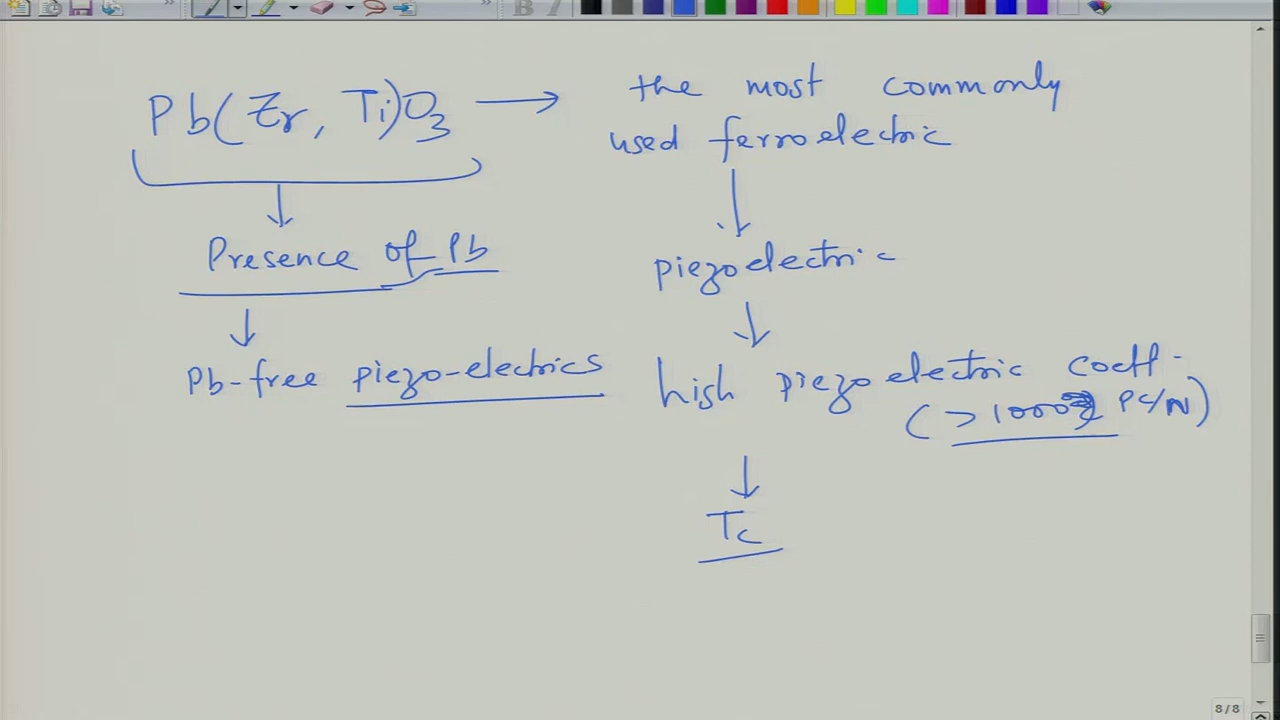 Pb(Zr, Ti)O3 → the most commonly
used ferroelectric
Presence of Pb
piezoelectric
Pb-free piezo-electrics
high piezoelectric coeff.
(>1000 PC/N)
Tc
8/8